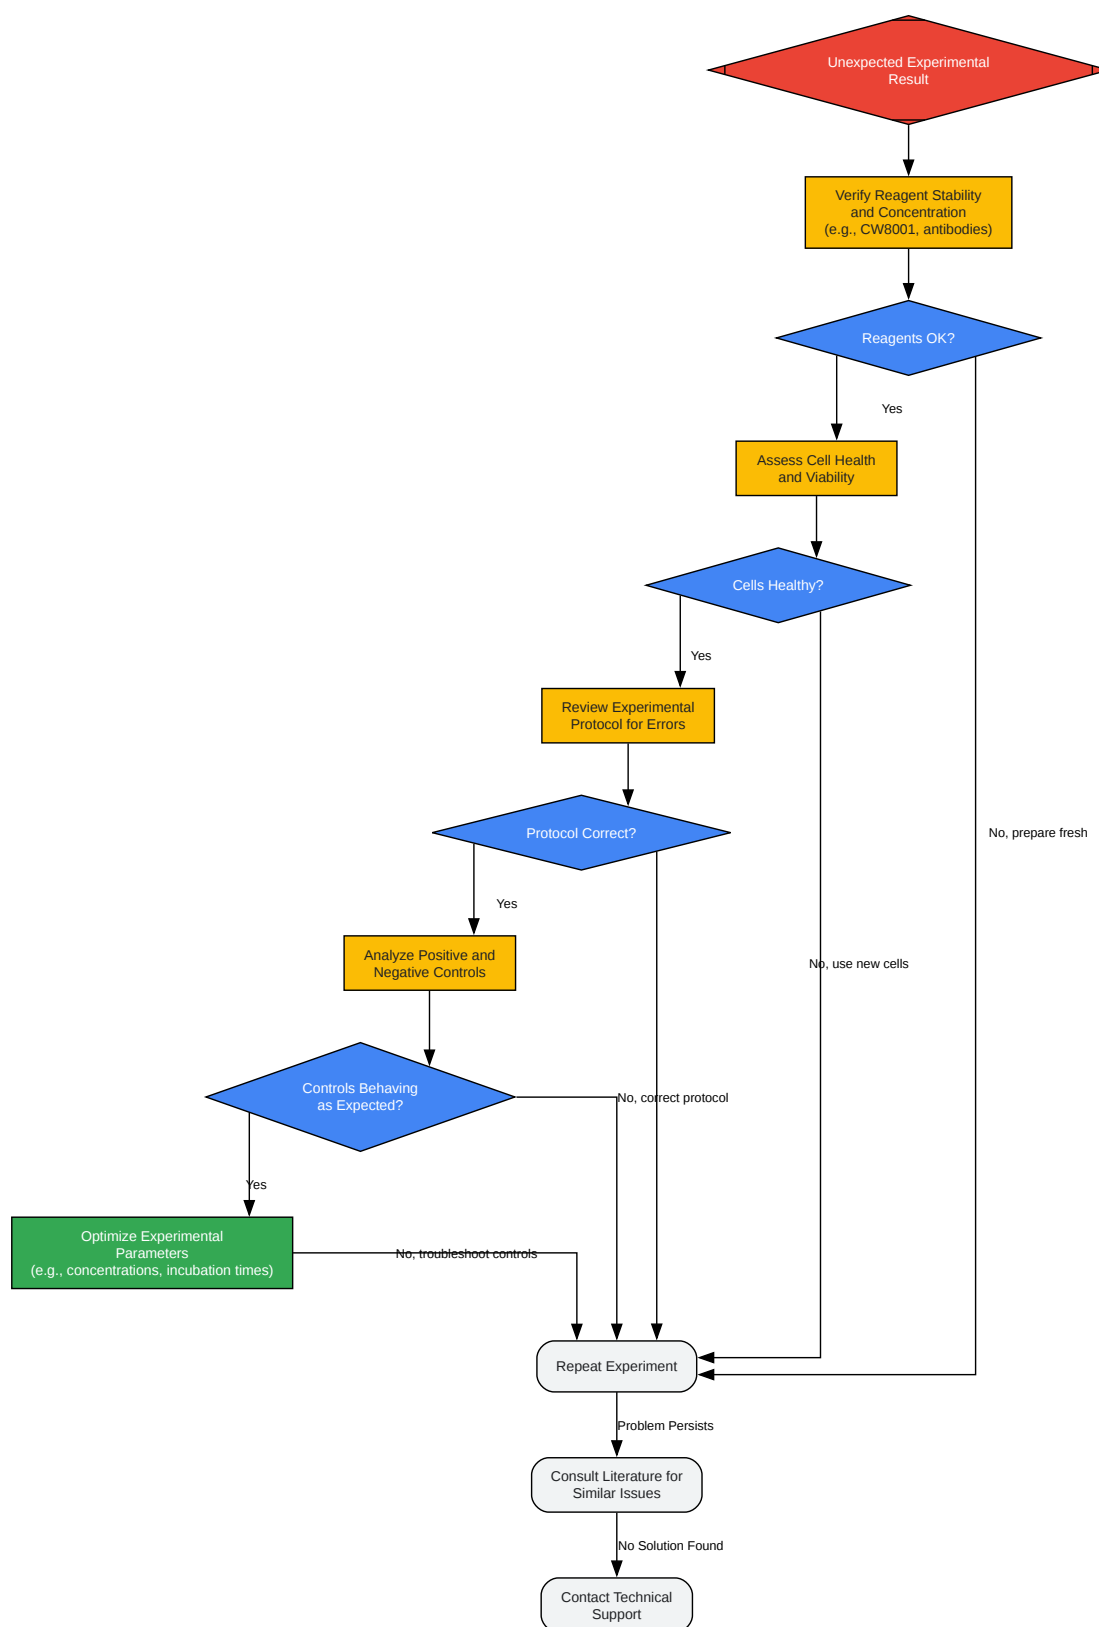 Unexpected Experimental
Result
Verify Reagent Stability
and Concentration
(e.g., CW8001, antibodies)
Reagents OK?
Yes
Assess Cell Health
and Viability
Cells Healthy?
Yes
Review Experimental
Protocol for Errors
Protocol Correct?
No, prepare fresh
Yes
Analyze Positive and
Negative Controls
No, use new cells
Controls Behaving
as Expected?
No, correct protocol
Yes
Optimize Experimental
Parameters
(e.g., concentrations, incubation times)
No, troubleshoot controls
Repeat Experiment
Problem Persists
Consult Literature for
Similar Issues
No Solution Found
Contact Technical
Support